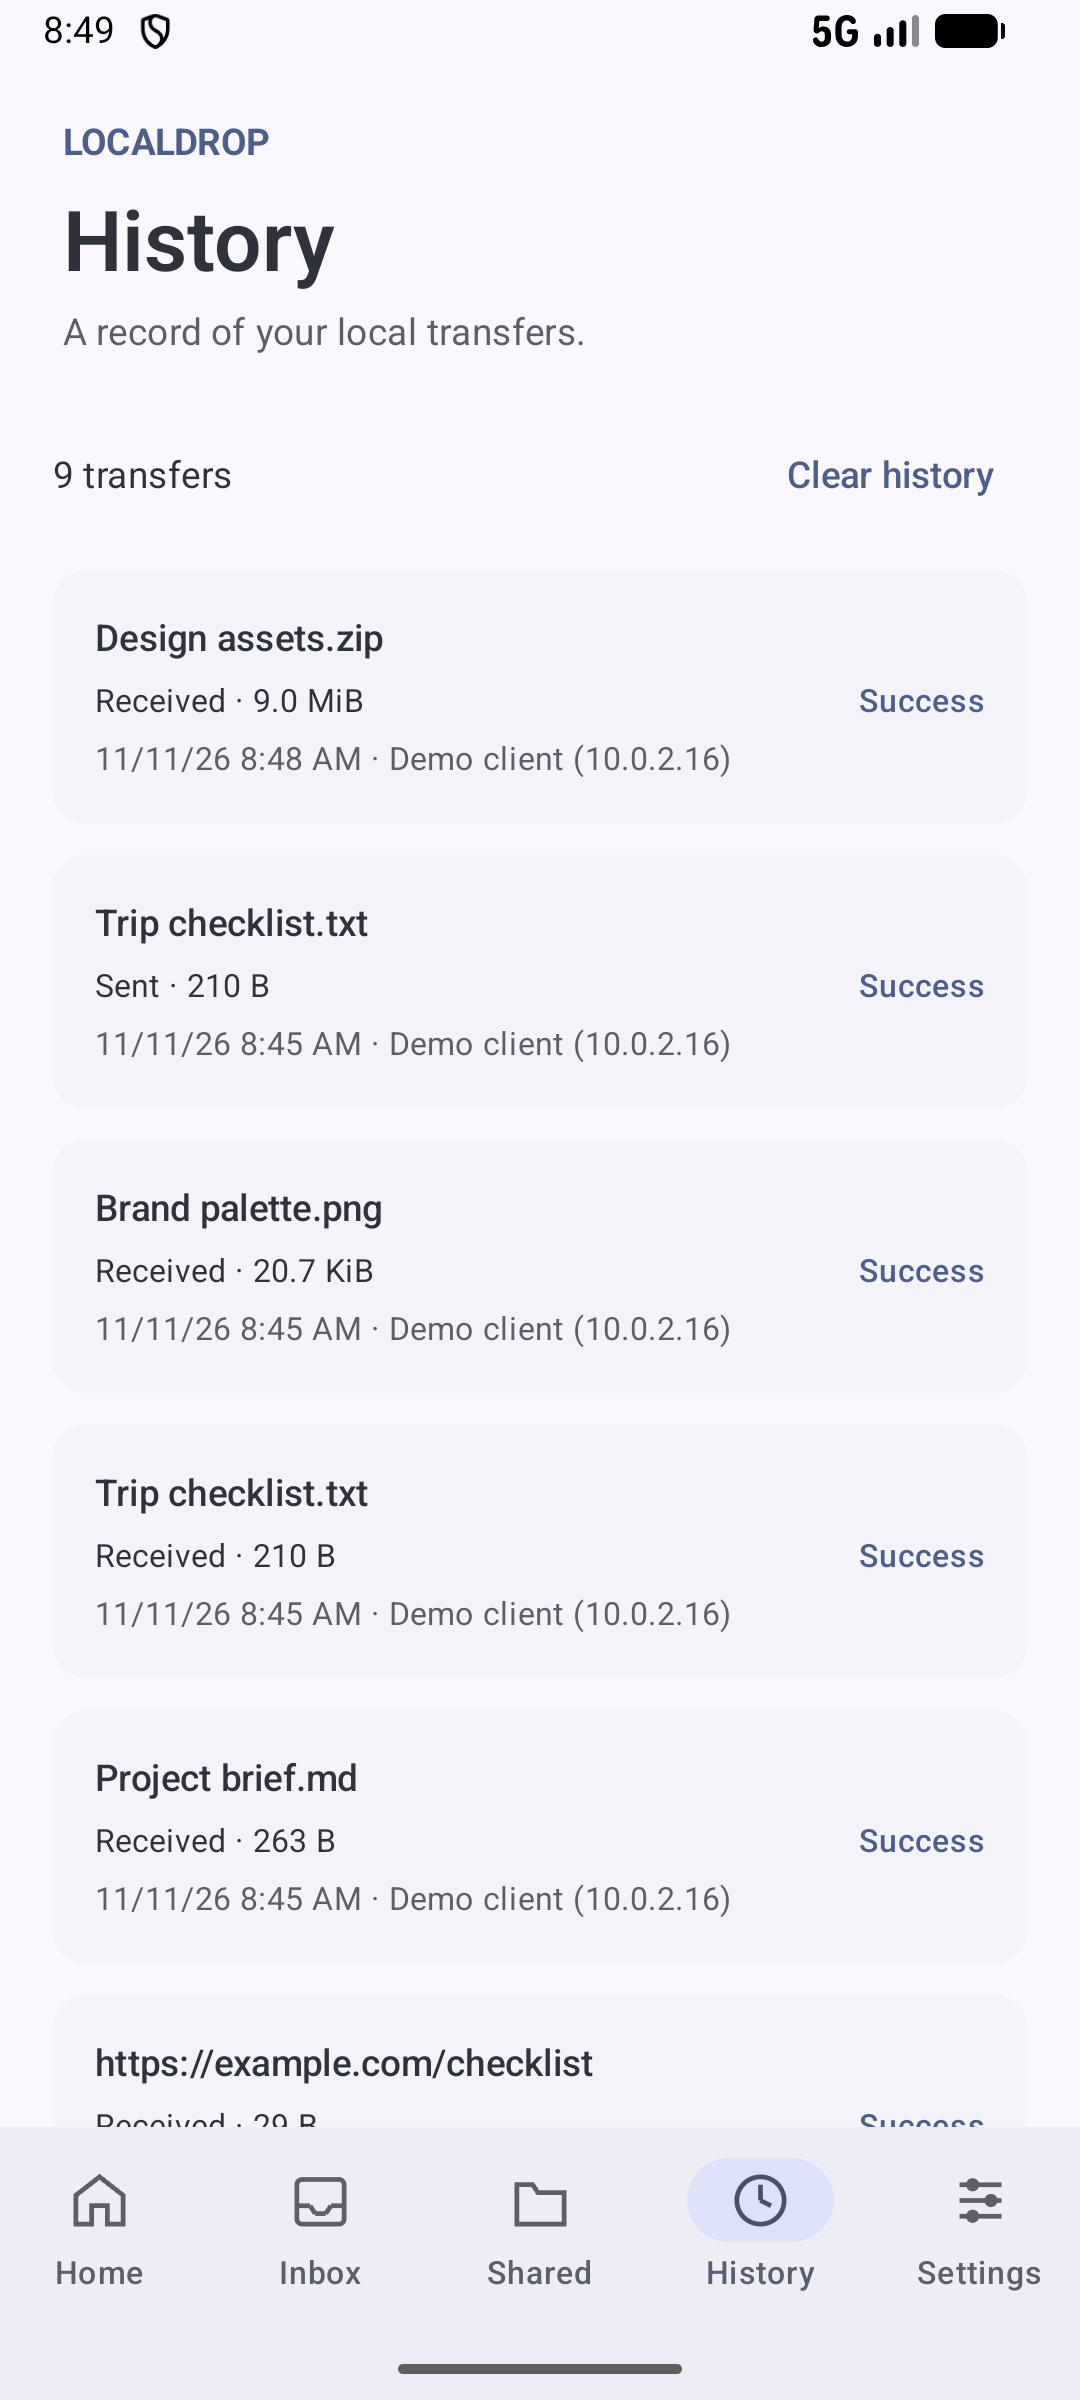 8:49
5G
LOCALDROP
History
A record of your local transfers.
9 transfers
Clear history
Design assets.zip
Received · 9.0 MiB
Success
11/11/26 8:48 AM · Demo client (10.0.2.16)
Trip checklist.txt
Sent · 210 B
Success
11/11/26 8:45 AM · Demo client (10.0.2.16)
Brand palette.png
Received · 20.7 KiB
Success
11/11/26 8:45 AM · Demo client (10.0.2.16)
Trip checklist.txt
Received · 210 B
Success
11/11/26 8:45 AM · Demo client (10.0.2.16)
Project brief.md
Received · 263 B
Success
11/11/26 8:45 AM · Demo client (10.0.2.16)
https://example.com/checklist
Received · 29 B
Success
Home
Inbox
Shared
History
Settings